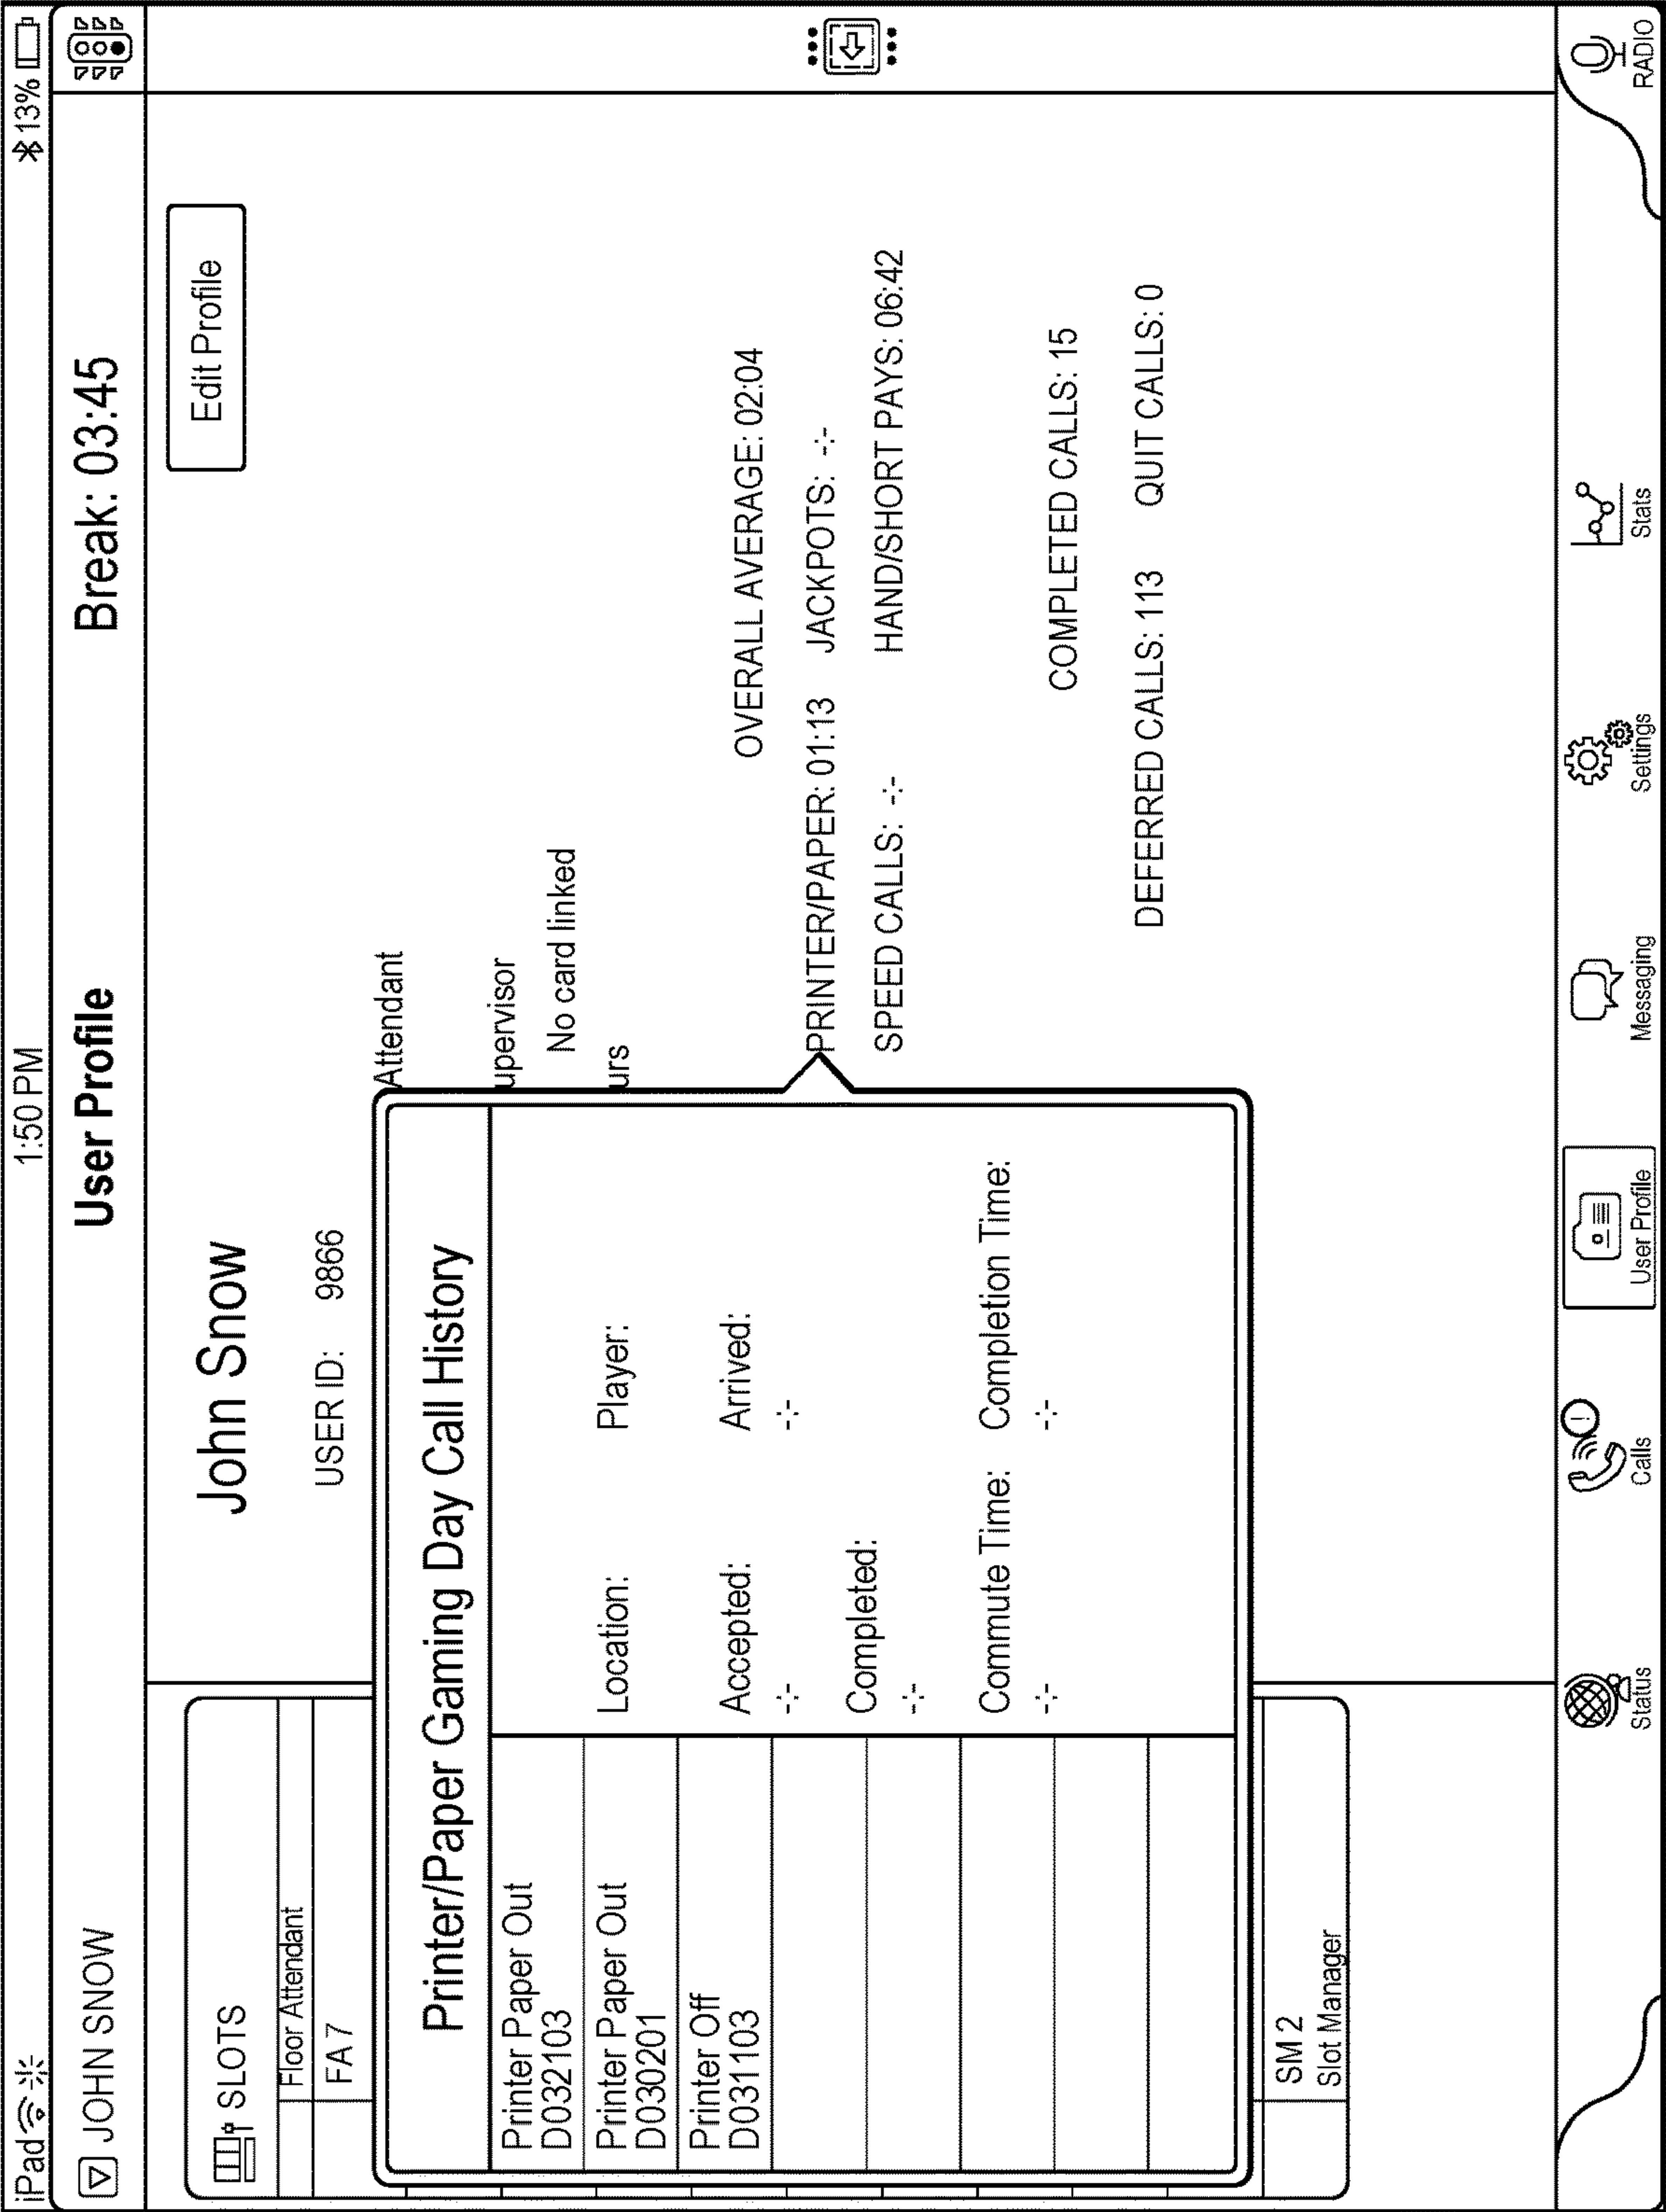 iPad 1:50 PM 13%
JOHN SNOW User Profile Break: 03:45
Edit Profile
SLOTS
Floor Attendant
FA 7
John Snow
USER ID: 9866
Attendant
upervisor
No card linked
urs
Printer/Paper Gaming Day Call History
Printer Paper Out
D032103
Printer Paper Out
D030201
Printer Off
D031103
Location: Player:
Accepted: Arrived:
-:- -:-
Completed:
-:-
Commute Time: Completion Time:
-:- -:-
OVERALL AVERAGE: 02:04
PRINTER/PAPER: 01:13 JACKPOTS: -:-
SPEED CALLS: -:- HAND/SHORT PAYS: 06:42
COMPLETED CALLS: 15
DEFERRED CALLS: 113 QUIT CALLS: 0
SM 2
Slot Manager
Status Calls User Profile Messaging Settings Stats RADIO